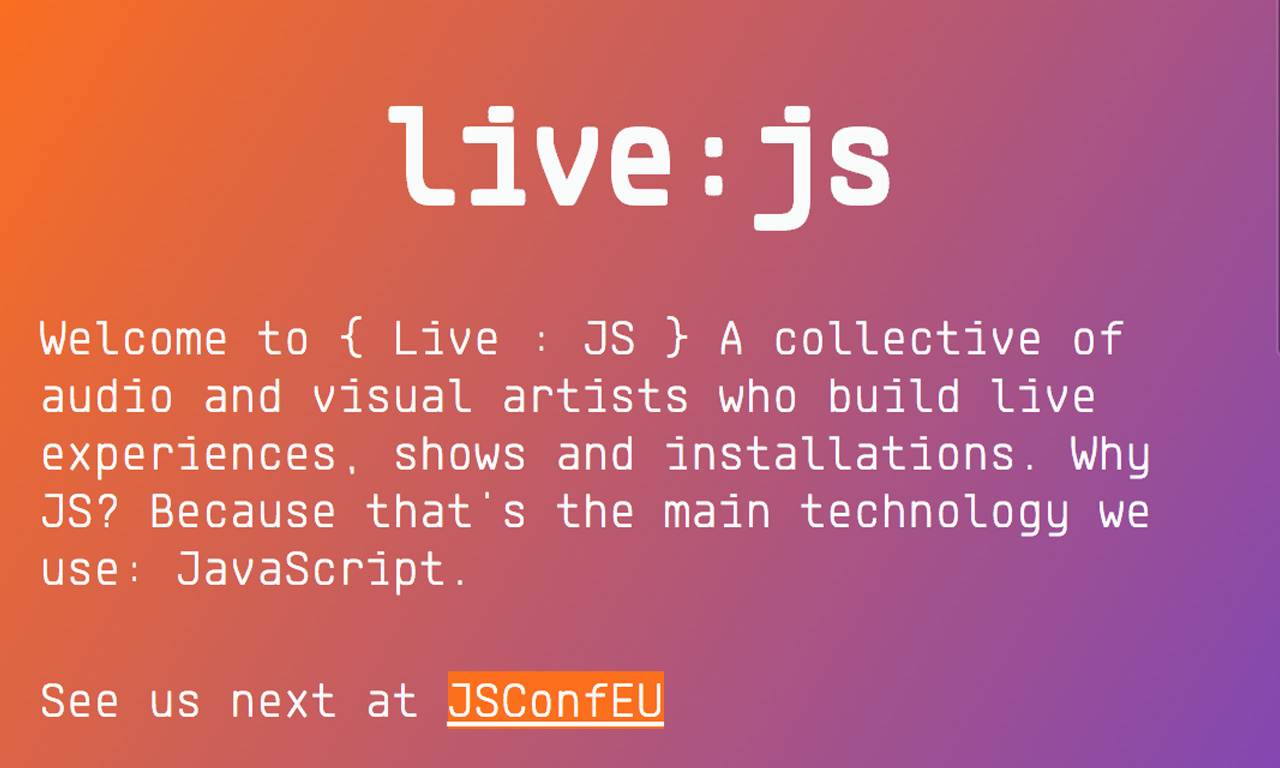 live:js
Welcome to { Live : JS } A collective of
audio and visual artists who build live
experiences, shows and installations. Why
JS? Because that's the main technology we
use: JavaScript.
See us next at JSConfEU